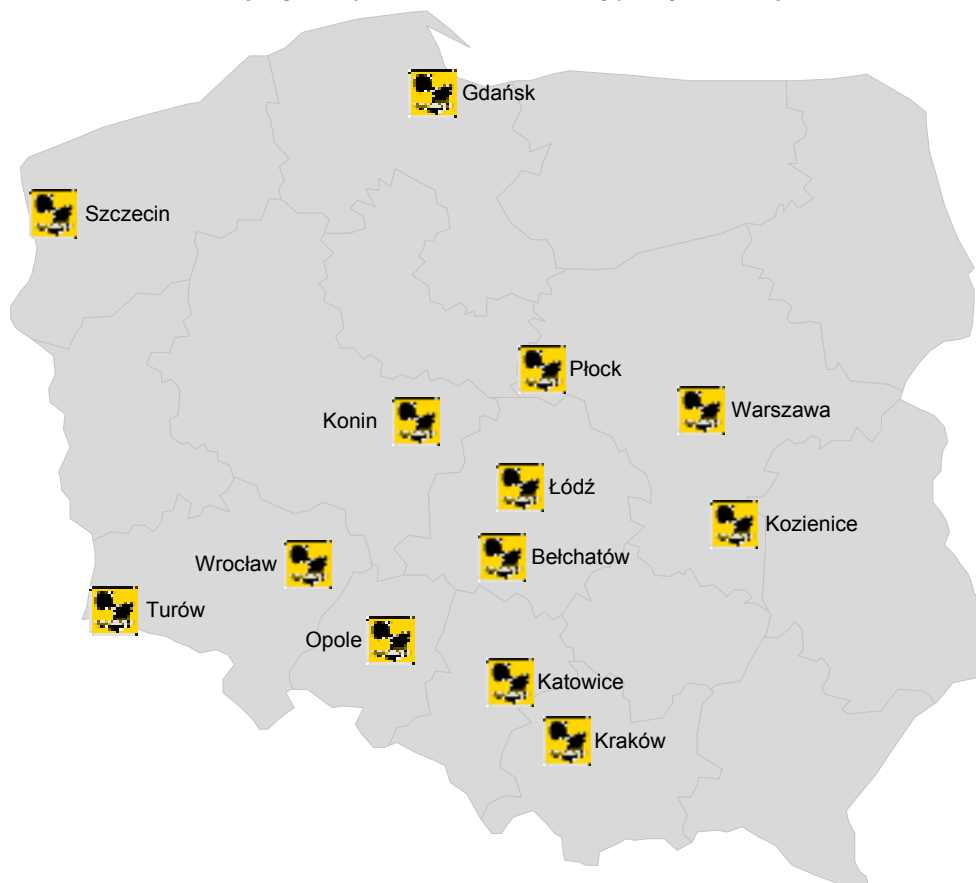 Gdańsk
Szczecin
Płock
Warszawa
Konin
Łódź
Kozienice
Bełchatów
Wrocław
Turów
Opole
Katowice
Kraków